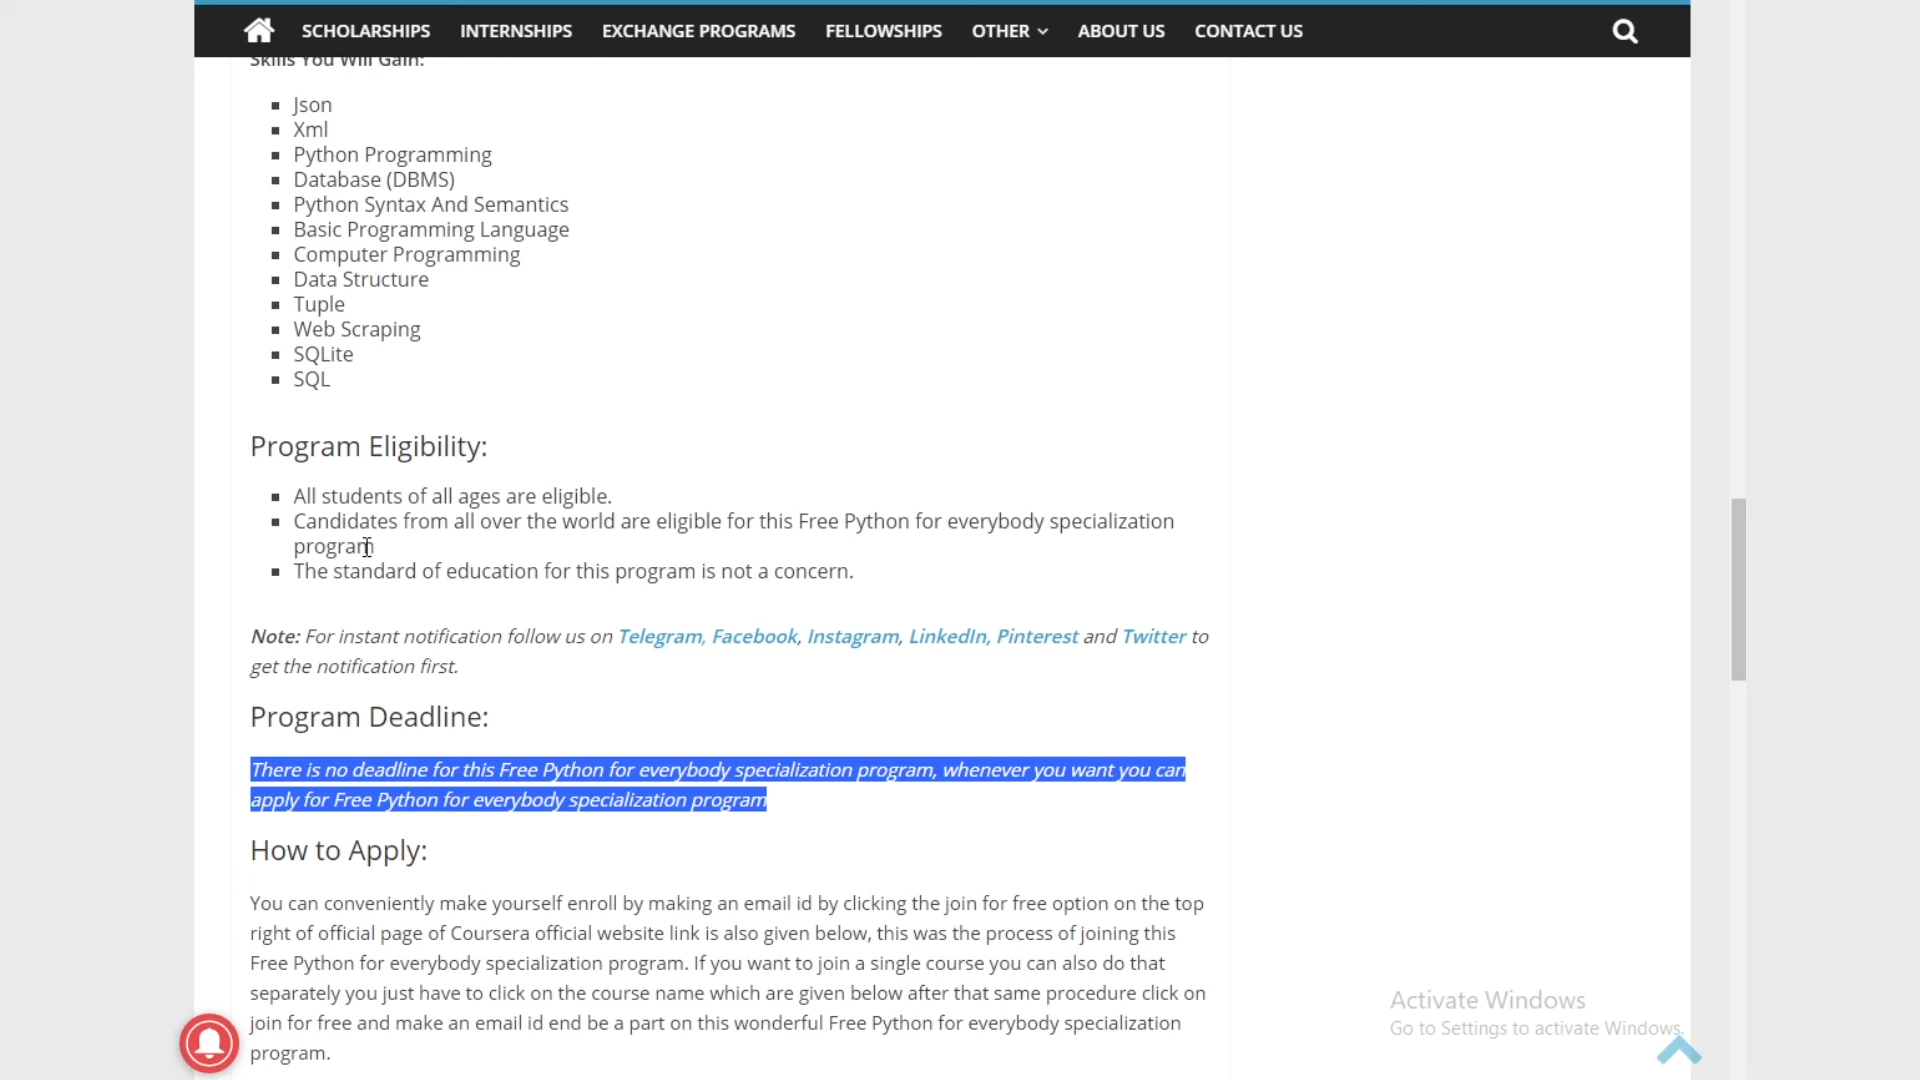 SCHOLARSHIPS INTERNSHIPS EXCHANGE PROGRAMS FELLOWSHIPS OTHER ABOUT US CONTACT US
Skills You Will Gain:
Json
Xml
Python Programming
Database (DBMS)
Python Syntax And Semantics
Basic Programming Language
Computer Programming
Data Structure
Tuple
Web Scraping
SQLite
SQL
Program Eligibility:
All students of all ages are eligible.
Candidates from all over the world are eligible for this Free Python for everybody specialization
program
The standard of education for this program is not a concern.
Note: For instant notification follow us on Telegram, Facebook, Instagram, LinkedIn, Pinterest and Twitter to
get the notification first.
Program Deadline:
There is no deadline for this Free Python for everybody specialization program, whenever you want you can
apply for Free Python for everybody specialization program
How to Apply:
You can conveniently make yourself enroll by making an email id by clicking the join for free option on the top
right of official page of Coursera official website link is also given below, this was the process of joining this
Free Python for everybody specialization program. If you want to join a single course you can also do that
separately you just have to click on the course name which are given below after that same procedure click on
join for free and make an email id end be a part on this wonderful Free Python for everybody specialization
program.
Activate Windows
Go to Settings to activate Windows.